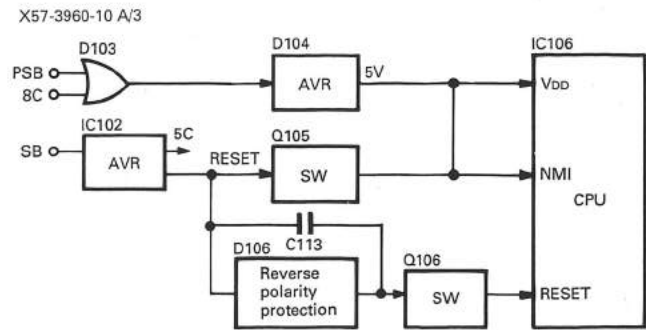 X57-3960-10 A/3
D103
D104
IC106
PSB
8C
AVR
5V
VDD
IC102
5C
Q105
SB
AVR
RESET
SW
NMI
CPU
C113
D106
Q106
Reverse
polarity
protection
SW
RESET